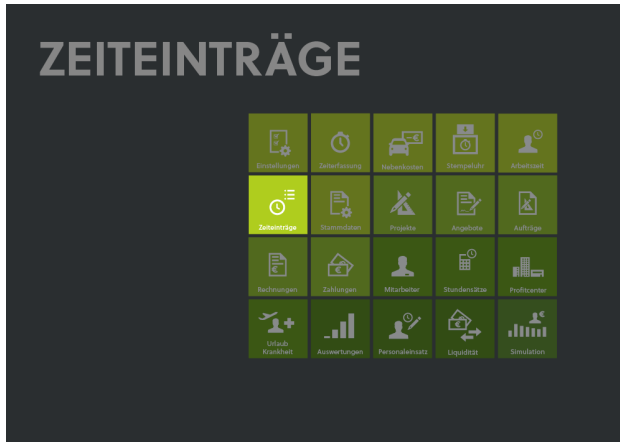 ZEITEINTRÄGE
Einstellungen
Zeiterfassung
Nebenkosten
Stempeluhr
Arbeitszeit
Zeiteinträge
Stammdaten
Projekte
Angebote
Aufträge
Rechnungen
Zahlungen
Mitarbeiter
Stundensätze
Profitcenter
Urlaub
Krankheit
Auswertungen
Personaleinsatz
Liquidität
Simulation